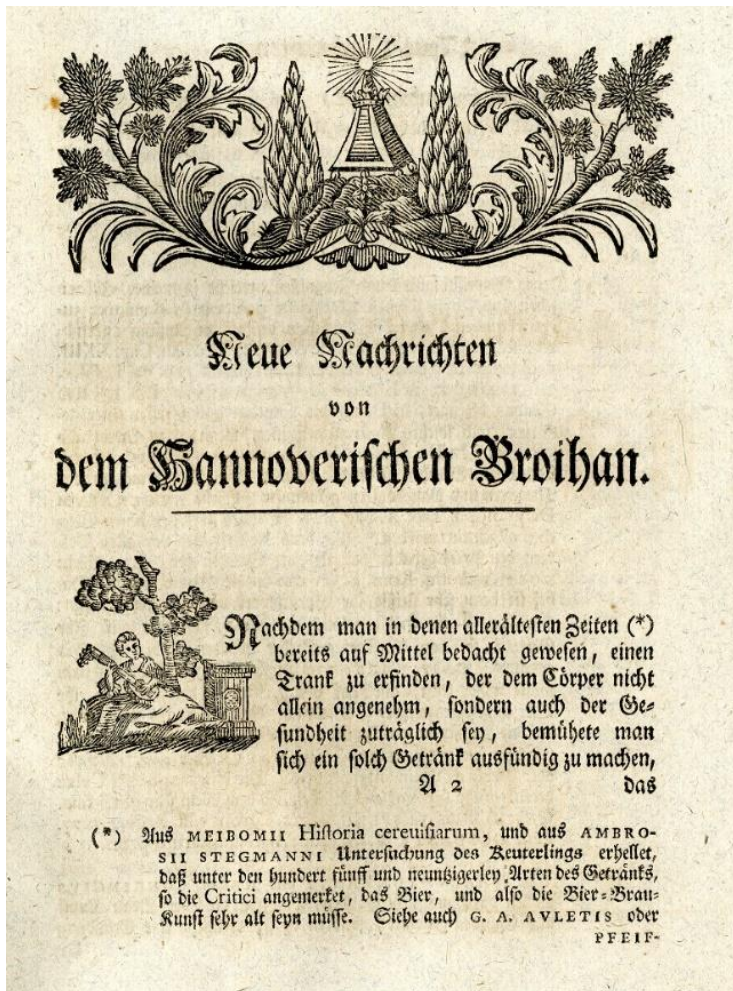 Neue Nachrichten
von
dem Hannoverischen Broihan.
Nachdem man in denen allerältesten Zeiten (*)
bereits auf Mittel bedacht gewesen, einen
Trank zu erfinden, der dem Cörper nicht
allein angenehm, sondern auch der Ge-
sundheit zuträglich sey, bemühete man
sich ein solch Getränk ausfündig zu machen,
A 2 das
(*) Aus MEIBOMII Historia cereuisiarum, und aus AMBRO-
SII STEGMANNI Untersuchung des Keuterlings erhellet,
daß unter den hundert fünff und neuntzigerley Arten des Getränks,
so die Critici angemerket, das Bier, und also die Bier-Brau-
Kunst sehr alt seyn müsse. Siehe auch G. A. AVLETIS oder
PFEIF-